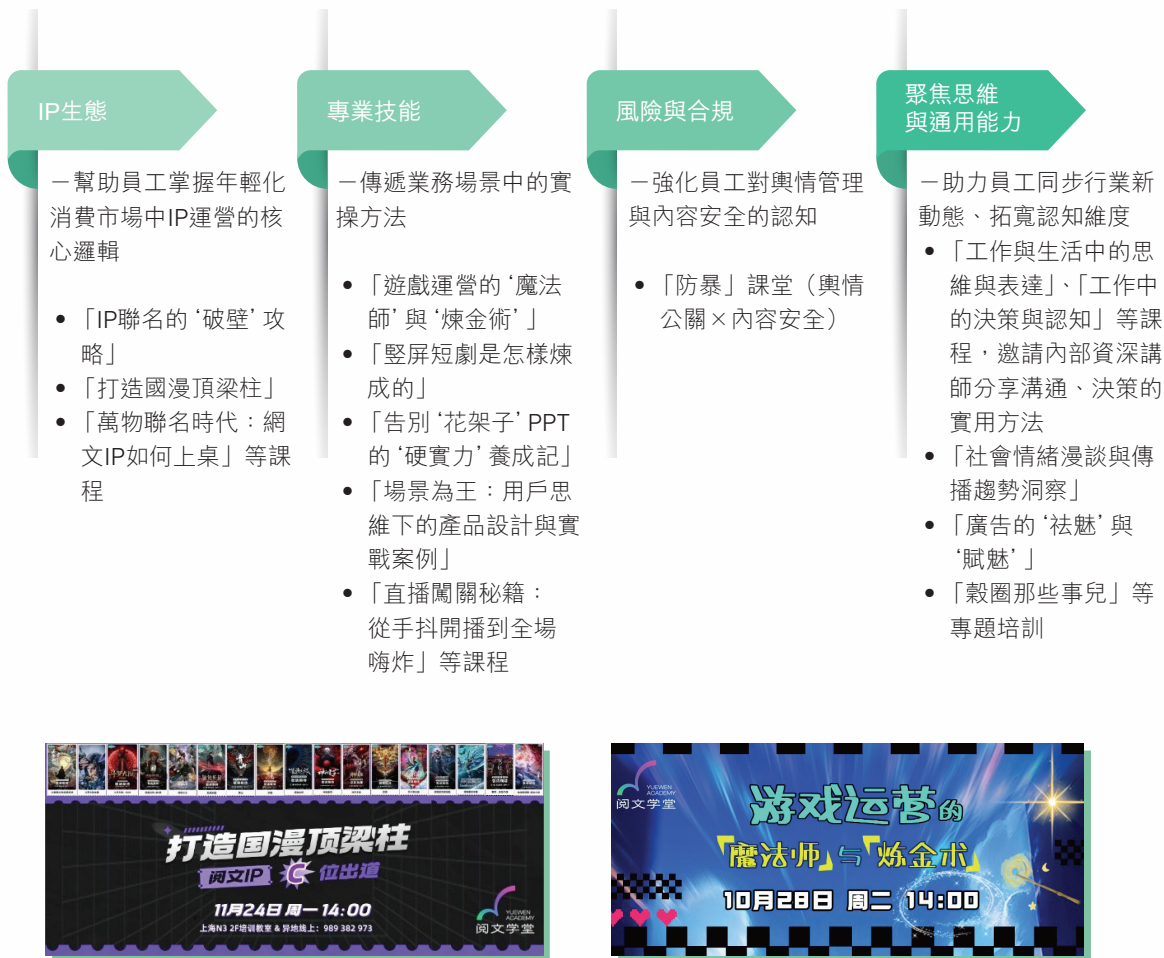 IP生態
－幫助員工掌握年輕化
消費市場中IP運營的核
心邏輯
• 「IP聯名的‘破壁’攻
略」
• 「打造國漫頂梁柱」
• 「萬物聯名時代：網
文IP如何上桌」等課
程
專業技能
－傳遞業務場景中的實
操方法
• 「遊戲運營的‘魔法
師’與‘煉金術’」
• 「竪屏短劇是怎樣煉
成的」
• 「告別‘花架子’PPT
的‘硬實力’養成記」
• 「場景為王：用戶思
維下的產品設計與實
戰案例」
• 「直播闖關秘籍：
從手抖開播到全場
嗨炸」等課程
風險與合規
－強化員工對輿情管理
與內容安全的認知
• 「防暴」課堂（輿情
公關×內容安全）
聚焦思維
與通用能力
－助力員工同步行業新
動態、拓寬認知維度
• 「工作與生活中的思
維與表達」、「工作中
的決策與認知」等課
程，邀請內部資深講
師分享溝通、決策的
實用方法
• 「社會情緒漫談與傳
播趨勢洞察」
• 「廣告的‘祛魅’與
‘賦魅’」
• 「穀圈那些事兒」等
專題培訓
打造国漫顶梁柱
阅文IP C位出道
11月24日 周一 14:00
上海N3 2F培训教室 & 异地线上：989 382 973
YUEWEN
ACADEMY
阅文学堂
YUEWEN
ACADEMY
阅文学堂
游戏运营的
「魔法师」与「炼金术」
10月28日 周二 14:00